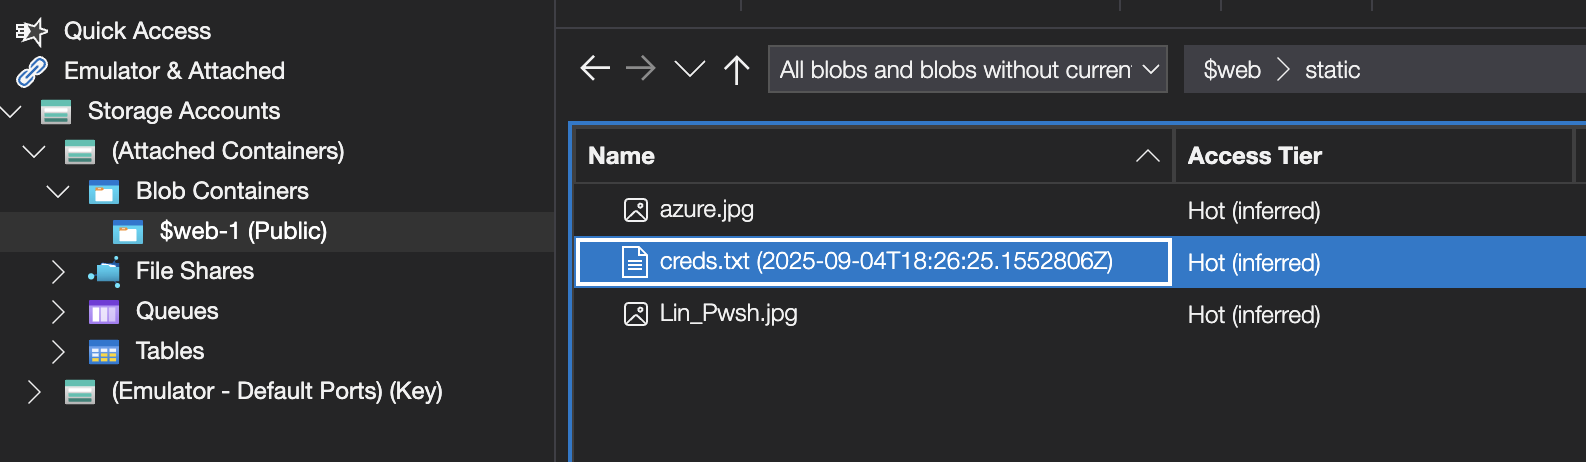 Quick Access
Emulator & Attached
Storage Accounts
(Attached Containers)
Blob Containers
$web-1 (Public)
File Shares
Queues
Tables
(Emulator - Default Ports) (Key)
All blobs and blobs without curren
$web > static
Name Access Tier
azure.jpg Hot (inferred)
creds.txt (2025-09-04T18:26:25.1552806Z) Hot (inferred)
Lin_Pwsh.jpg Hot (inferred)